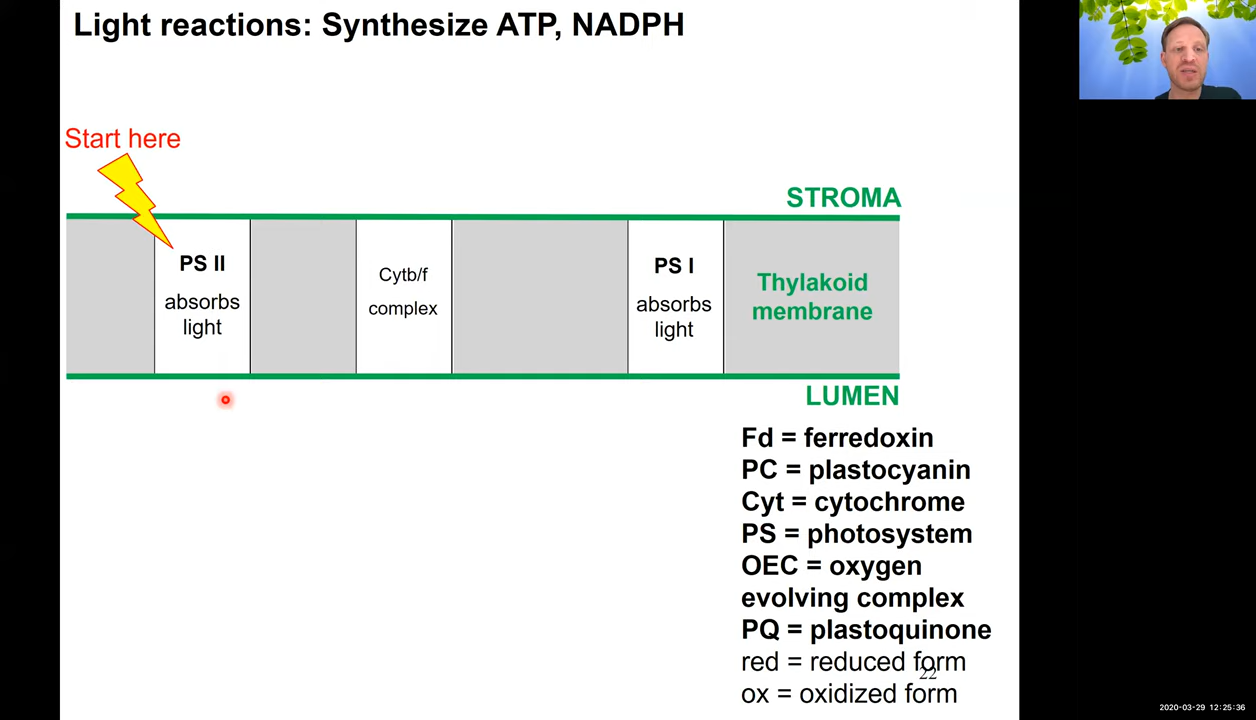 Light reactions: Synthesize ATP, NADPH
Start here
STROMA
PS II
absorbs
light
Cytb/f
complex
PS I
absorbs
light
Thylakoid
membrane
LUMEN
Fd = ferredoxin
PC = plastocyanin
Cyt = cytochrome
PS = photosystem
OEC = oxygen
evolving complex
PQ = plastoquinone
red = reduced form
22
ox = oxidized form
2020-03-29 12:25:36